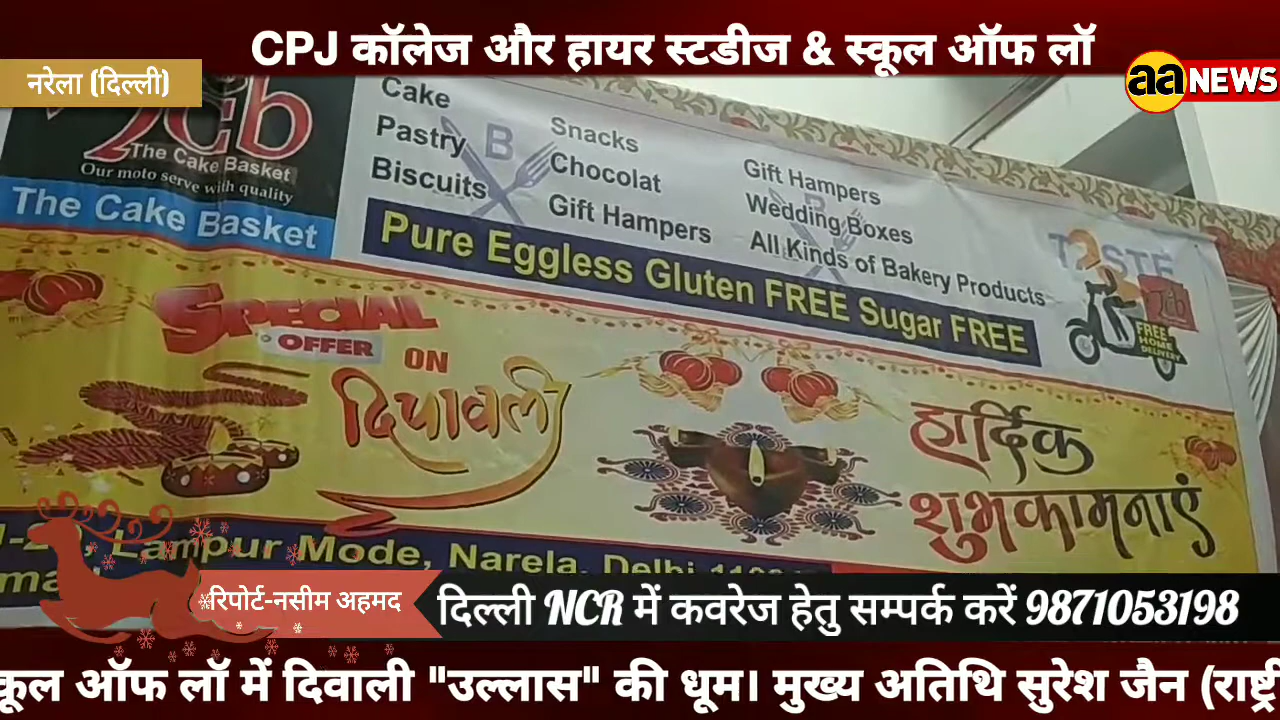 CPJ कॉलेज और हायर स्टडीज & स्कूल ऑफ लॉ
नरेला (दिल्ली)
aa NEWS
cb
The Cake Basket
Our moto serve with quality
The Cake Basket
Cake
Pastry
Biscuits
B
Snacks
Chocolat
Gift Hampers
Gift Hampers
Wedding Boxes
All Kinds of Bakery Products
Pure Eggless Gluten FREE Sugar FREE
TASTE
FREE
HOME
DELIVERY
SPECIAL
OFFER
ON
दिपावली
हार्दिक
शुभकामनाएं
Lampur Mode, Narela, Delhi
रिपोर्ट-नसीम अहमद
दिल्ली NCR में कवरेज हेतु सम्पर्क करें 9871053198
कूल ऑफ लॉ में दिवाली "उल्लास" की धूम। मुख्य अतिथि सुरेश जैन (राष्ट्री